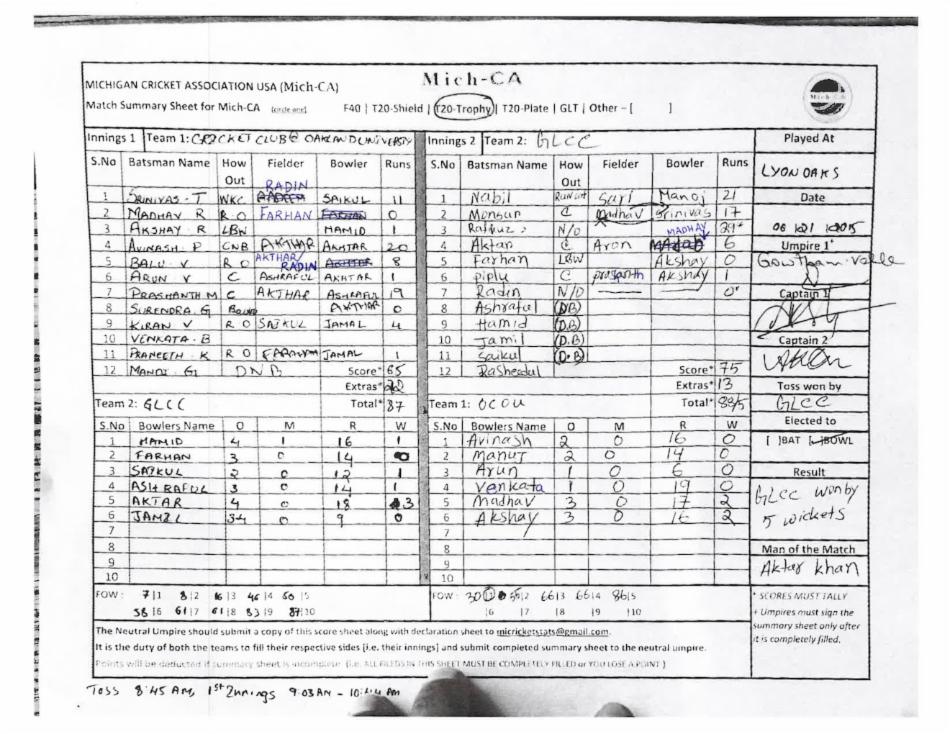 Mich-CA
MICHIGAN CRICKET ASSOCIATION USA (Mich-CA)
Match Summary Sheet for Mich-CA (circle one) F40 | T20-Shield | T20-Trophy | T20-Plate | GLT | Other – [ ]
Innings 1 Team 1: CRICKET CLUB @ OAKLAND UNIVERSITY
S.No Batsman Name How Out Fielder Bowler Runs
1 SRINIVAS - T WKC RADIN SAIKUL 11
2 MADHAV R R O FARHAN 0
3 AKSHAY R LBW HAMID 1
4 AVINASH P CNB AKTHAR AKHTAR 20
5 BALU V R O AKTHAR/ RADIN 8
6 ARUN V C ASHRAFUL AKHTAR 1
7 PRASHANTH M C AKTHAR ASHRAFUL 19
8 SURENDRA. G Bowl AKTHAR 0
9 KIRAN V R O SAIKUL JAMAL 4
10 VENKATA. B
11 PRANEETH K R O JAMAL 1
12 MANOJ G DNB Score* 65
Extras* 22
Total* 87
Team 2: GLCC
S.No Bowlers Name O M R W
1 HAMID 4 1 16 1
2 FARHAN 3 0 14 0
3 SAIKUL 2 0 12 1
4 ASHRAFUL 3 0 14 1
5 AKTAR 4 0 18 3
6 JAMIL 3.4 0 9 0
7
8
9
10
FOW: 7|1 8|2 16|3 46|4 50|5
58|6 61|7 61|8 83|9 87|10
Innings 2 Team 2: GLCC
S.No Batsman Name How Out Fielder Bowler Runs
1 Nabil Runout Sari Manoj 21
2 Monsur C Madhav Srinivas 17
3 N/O 29*
4 Aktar C Aron MADHAV 6
5 Farhan LBW Akshay 0
6 piplu C prasanth Akshay 1
7 Radin N/O 0*
8 Ashraful (DB)
9 Hamid (D.B)
10 Jamil (D.B)
11 Saikul (D.B)
12 Rasheedul Score* 75
Extras* 13
Total* 88/5
Team 1: OCOU
S.No Bowlers Name O M R W
1 Avinash 2 0 16 0
2 Manuj 2 0 14 0
3 Arun 1 0 6 0
4 Venkata 1 0 19 0
5 Madhav 3 0 17 2
6 Akshay 3 0 16 2
7
8
9
10
FOW: 30|1 55|2 66|3 66|4 86|5
|6 |7 |8 |9 |10
Played At
LYON OAKS
Date
06 |21 |2015
Umpire 1+
Captain 1
Captain 2
Toss won by
GLCC
Elected to
[ ]BAT [ ]BOWL
Result
GLCC won by
5 wickets
Man of the Match
Aktar khan
* SCORES MUST TALLY
+ Umpires must sign the
summary sheet only after
it is completely filled.
The Neutral Umpire should submit a copy of this score sheet along with declaration sheet to micricketstats@gmail.com.
It is the duty of both the teams to fill their respective sides [i.e. their innings] and submit completed summary sheet to the neutral umpire.
Points will be deducted if summary sheet is incomplete (i.e. ALL FILEDS IN THIS SHEET MUST BE COMPLETELY FILLED or YOU LOSE A POINT )
Toss 8:45 AM, 1st Innings 9:03 AM - 10:44 AM